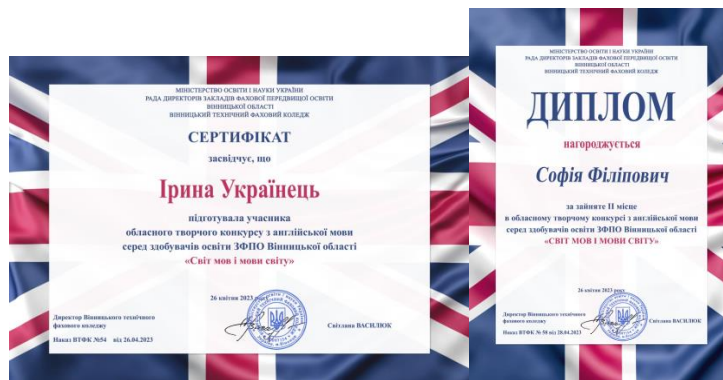 МІНІСТЕРСТВО ОСВІТИ І НАУКИ УКРАЇНИ
РАДА ДИРЕКТОРІВ ЗАКЛАДІВ ФАХОВОЇ ПЕРЕДВИЩОЇ ОСВІТИ
ВІННИЦЬКОЇ ОБЛАСТІ
ВІННИЦЬКИЙ ТЕХНІЧНИЙ ФАХОВИЙ КОЛЕДЖ
СЕРТИФІКАТ
засвідчує, що
Ірина Українець
підготувала учасника
обласного творчого конкурсу з англійської мови
серед здобувачів освіти ЗФПО Вінницької області
«Світ мов і мови світу»
26 квітня 2023 року
Директор Вінницького технічного
фахового коледжу
Світлана ВАСИЛЮК
Наказ ВТФК №54 від 26.04.2023
МІНІСТЕРСТВО ОСВІТИ І НАУКИ УКРАЇНИ
РАДА ДИРЕКТОРІВ ЗАКЛАДІВ ФАХОВОЇ ПЕРЕДВИЩОЇ ОСВІТИ
ВІННИЦЬКОЇ ОБЛАСТІ
ВІННИЦЬКИЙ ТЕХНІЧНИЙ ФАХОВИЙ КОЛЕДЖ
ДИПЛОМ
нагороджується
Софія Філіпович
за зайняте ІІ місце
в обласному творчому конкурсі з англійської мови
серед здобувачів освіти ЗФПО Вінницької області
«СВІТ МОВ І МОВИ СВІТУ»
26 квітня 2023 року
Директор Вінницького технічного
фахового коледжу
Світлана ВАСИЛЮК
Наказ ВТФК № 58 від 28.04.2023